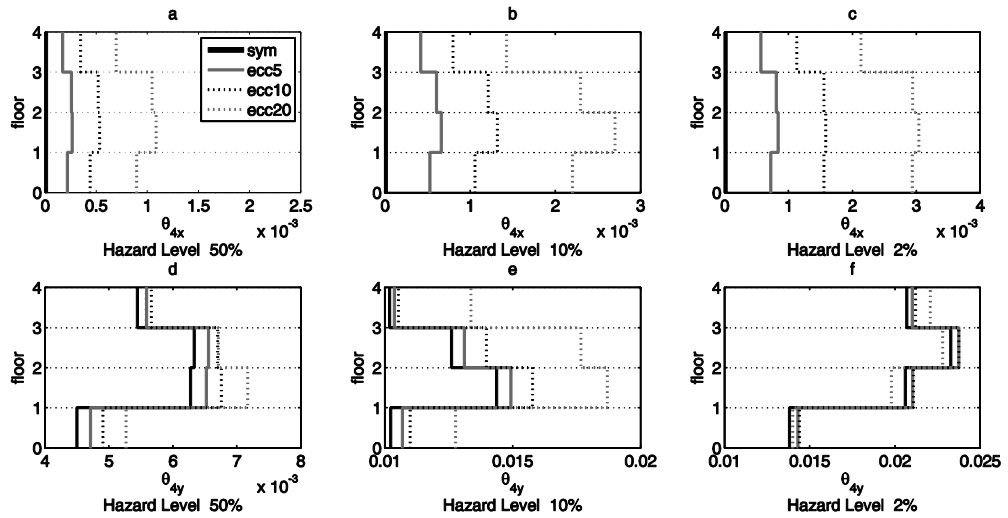 a
b
c
4
3
2
1
0
floor
sym
ecc5
ecc10
ecc20
0 0.5 1 1.5 2 2.5
θ4x x 10-3
Hazard Level 50%
4
3
2
1
0
floor
0 1 2 3
θ4x x 10-3
Hazard Level 10%
4
3
2
1
0
floor
0 1 2 3 4
θ4x x 10-3
Hazard Level 2%
d
e
f
4
3
2
1
0
floor
4 5 6 7 8
θ4y x 10-3
Hazard Level 50%
4
3
2
1
0
floor
0.01 0.015 0.02
θ4y
Hazard Level 10%
4
3
2
1
0
floor
0.01 0.015 0.02 0.025
θ4y
Hazard Level 2%